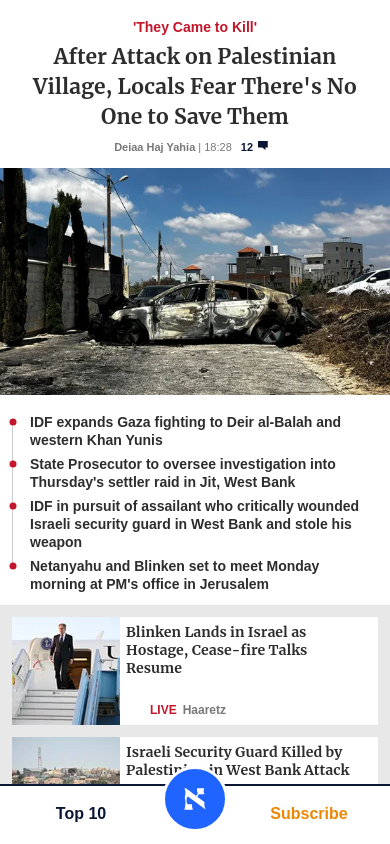 'They Came to Kill'
After Attack on Palestinian
Village, Locals Fear There's No
One to Save Them
Deiaa Haj Yahia | 18:28 12
IDF expands Gaza fighting to Deir al-Balah and
western Khan Yunis
State Prosecutor to oversee investigation into
Thursday's settler raid in Jit, West Bank
IDF in pursuit of assailant who critically wounded
Israeli security guard in West Bank and stole his
weapon
Netanyahu and Blinken set to meet Monday
morning at PM's office in Jerusalem
Blinken Lands in Israel as
Hostage, Cease-fire Talks
Resume
LIVE Haaretz
Israeli Security Guard Killed by
Palestinian in West Bank Attack
Top 10
Subscribe